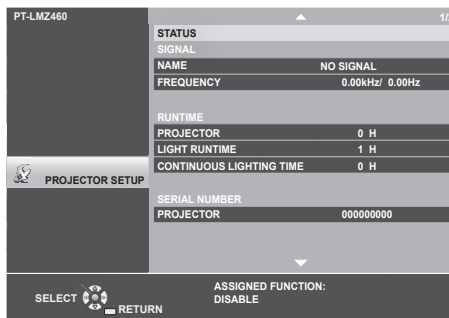 PT-LMZ460
1/
STATUS
SIGNAL
NAME NO SIGNAL
FREQUENCY 0.00kHz/ 0.00Hz
RUNTIME
PROJECTOR 0 H
LIGHT RUNTIME 1 H
CONTINUOUS LIGHTING TIME 0 H
PROJECTOR SETUP
SERIAL NUMBER
PROJECTOR 000000000
SELECT
RETURN
ASSIGNED FUNCTION:
DISABLE